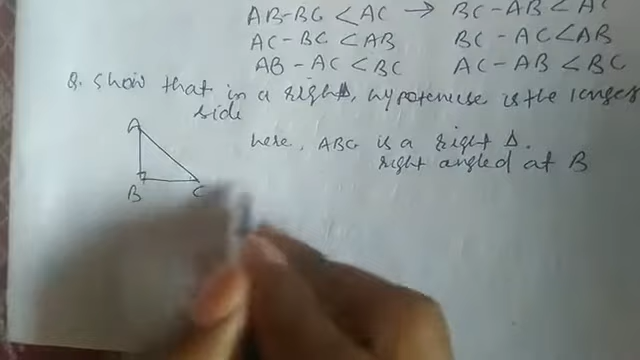 AB-BC < AC → BC-AB < AC
AC-BC < AB BC-AC < AB
AB-AC < BC AC-AB < BC
Q. Show that in a right Δ, hypotenuse is the longest
side
A
here, ABC is a right Δ.
right angled at B
B C